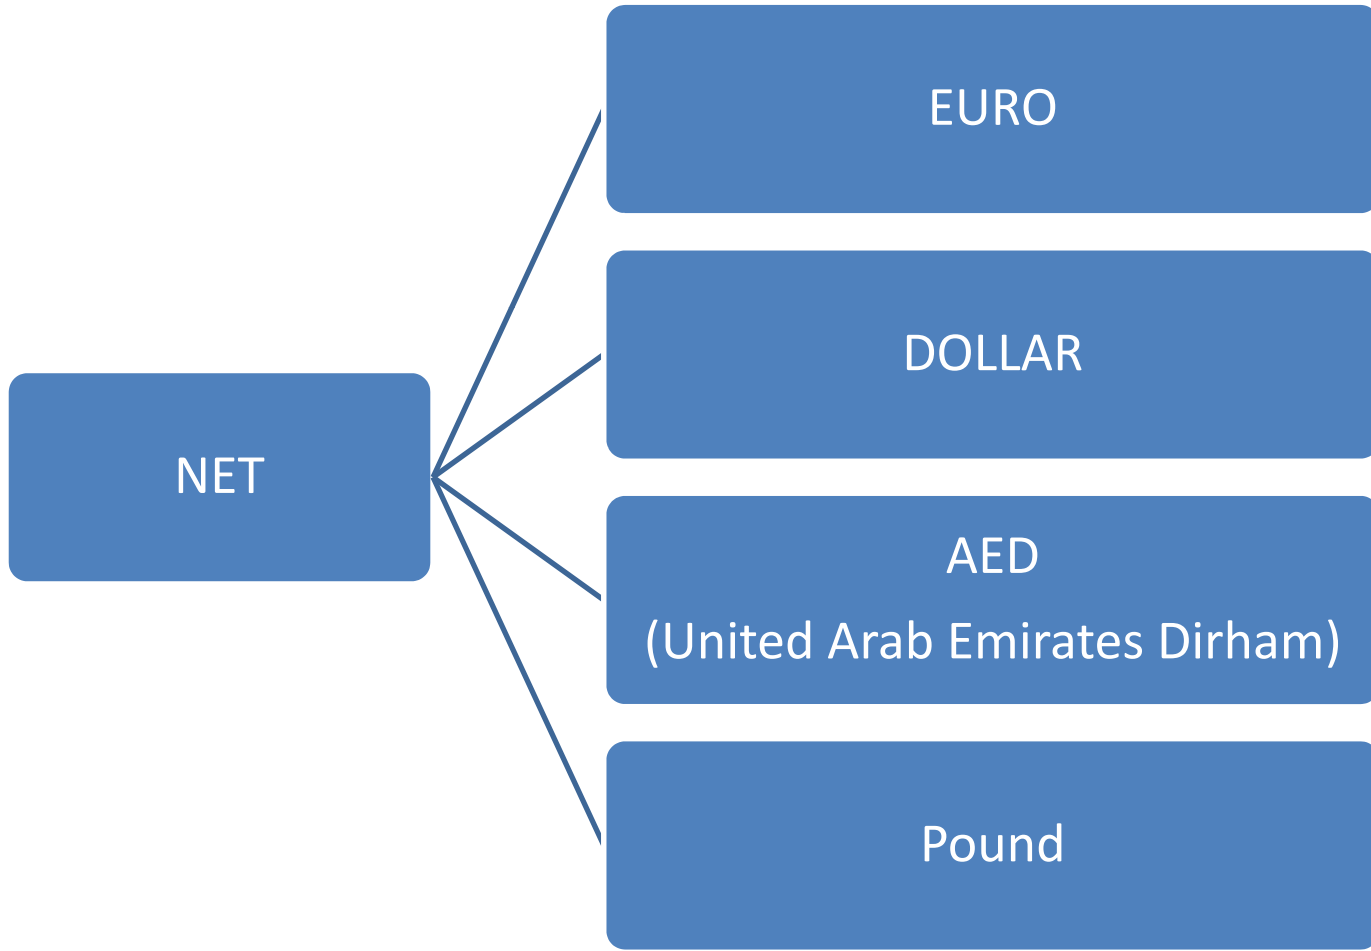 NET
EURO
DOLLAR
AED
(United Arab Emirates Dirham)
Pound